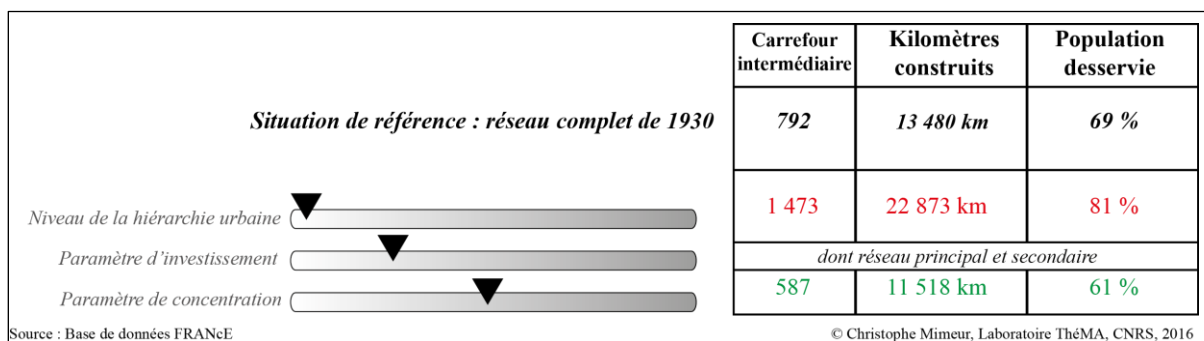 Carrefour intermédiaire
Kilomètres construits
Population desservie
Situation de référence : réseau complet de 1930
792
13 480 km
69 %
Niveau de la hiérarchie urbaine
Paramètre d’investissement
Paramètre de concentration
1 473
22 873 km
81 %
dont réseau principal et secondaire
587
11 518 km
61 %
Source : Base de données FRANcE
© Christophe Mimeur, Laboratoire ThéMA, CNRS, 2016